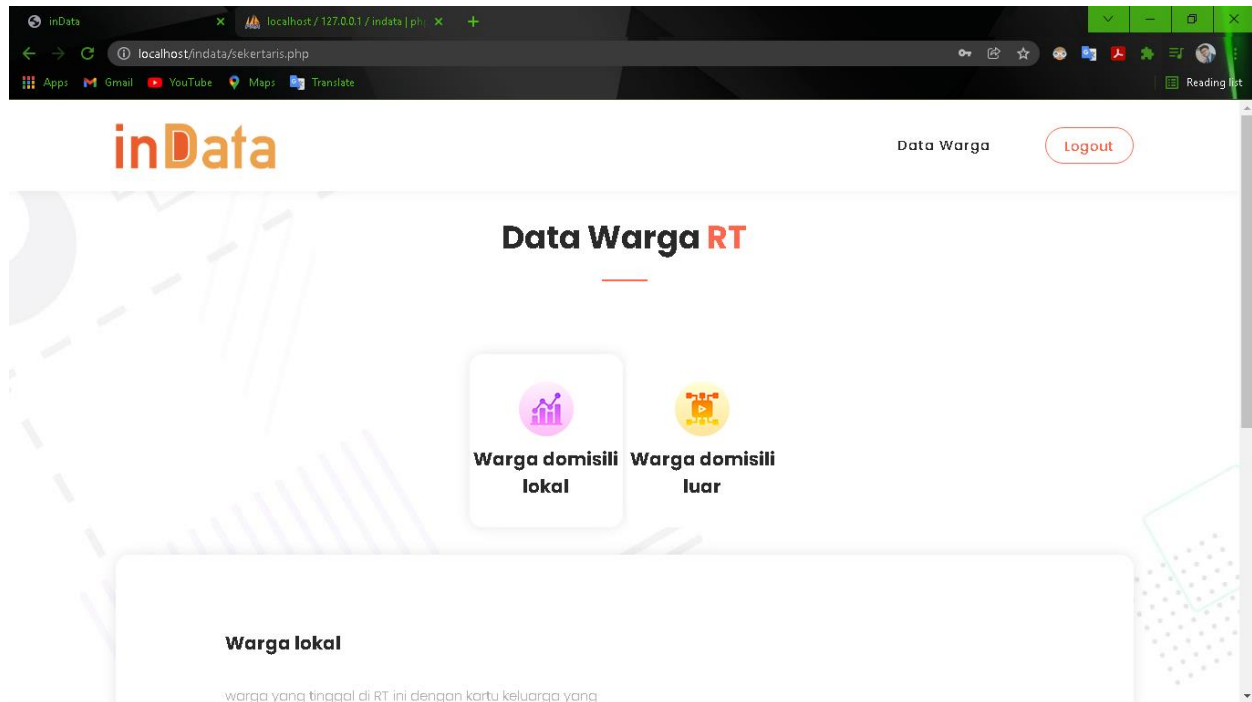 inData
localhost / 127.0.0.1 / indata | ph
localhost/indata/sekertaris.php
Apps Gmail YouTube Maps Translate Reading list
inData
Data Warga Logout
Data Warga RT
Warga domisili lokal
Warga domisili luar
Warga lokal
warga yang tinggal di RT ini dengan kartu keluarga yang